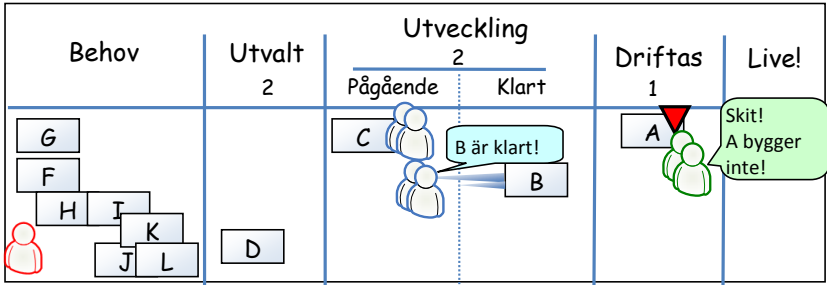 Behov
Utvalt
2
Utveckling
2
Pågående
Klart
Driftas
1
Live!
G
F
H
I
K
J
L
D
C
B är klart!
B
A
Skit!
A bygger
inte!